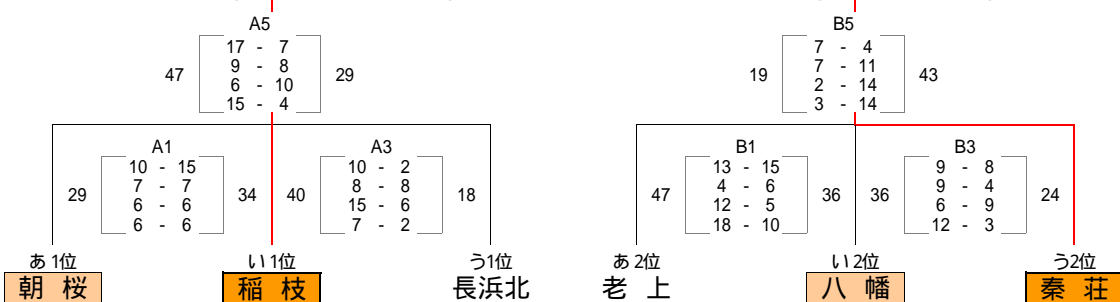 A5
17 - 7
47 9 - 8 29
6 - 10
15 - 4
B5
7 - 4
19 7 - 11 43
2 - 14
3 - 14
A1
10 - 15
29 7 - 7 34
6 - 6
6 - 6
A3
10 - 2
40 8 - 8 18
15 - 6
7 - 2
B1
13 - 15
47 4 - 6 36
12 - 5
18 - 10
B3
9 - 8
36 9 - 4 24
6 - 9
12 - 3
あ1位 い1位 う1位 あ2位 い2位 う2位
朝 桜 稲 枝 長浜北 老 上 八 幡 秦 荘